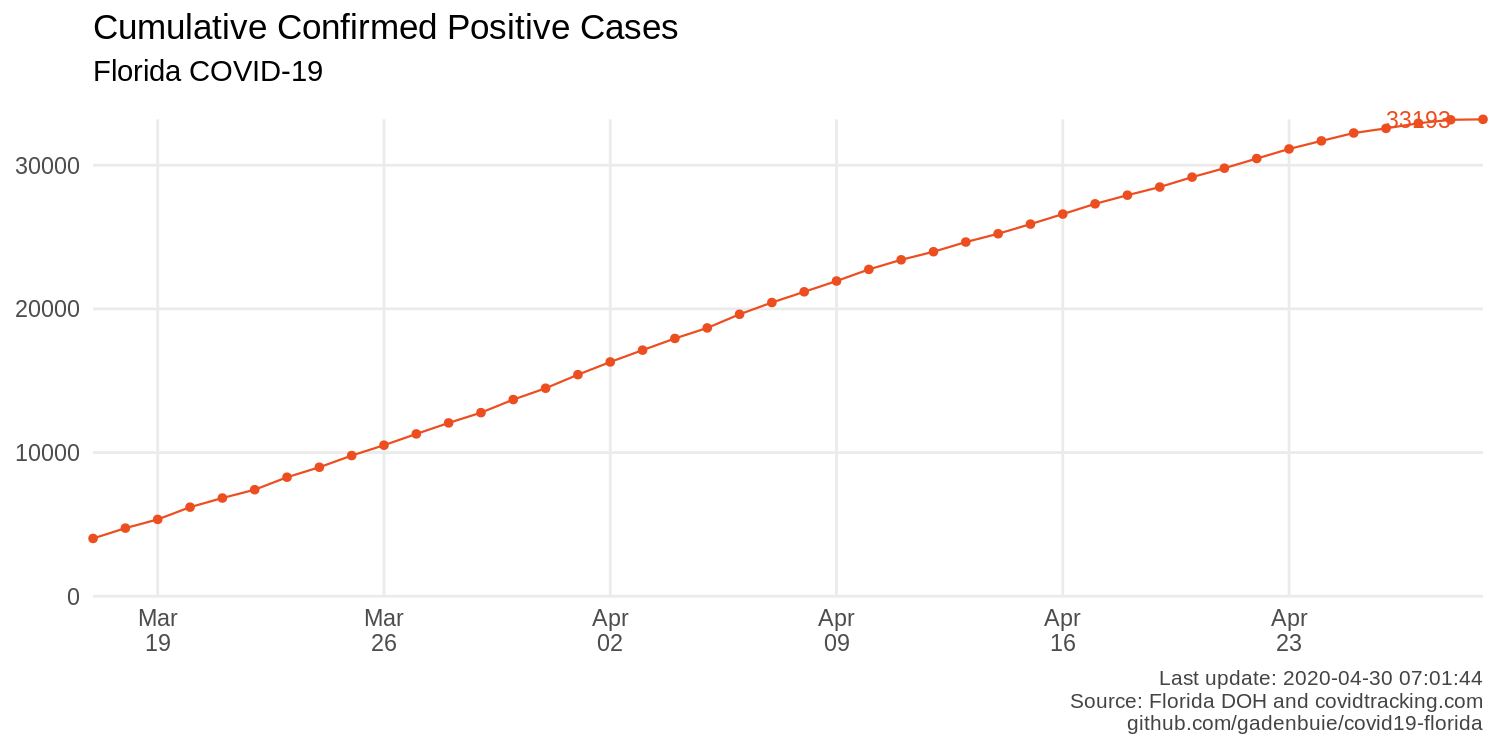 Cumulative Confirmed Positive Cases
Florida COVID-19
33193
30000
20000
10000
0
Mar
19
Mar
26
Apr
02
Apr
09
Apr
16
Apr
23
Last update: 2020-04-30 07:01:44
Source: Florida DOH and covidtracking.com
github.com/gadenbuie/covid19-florida